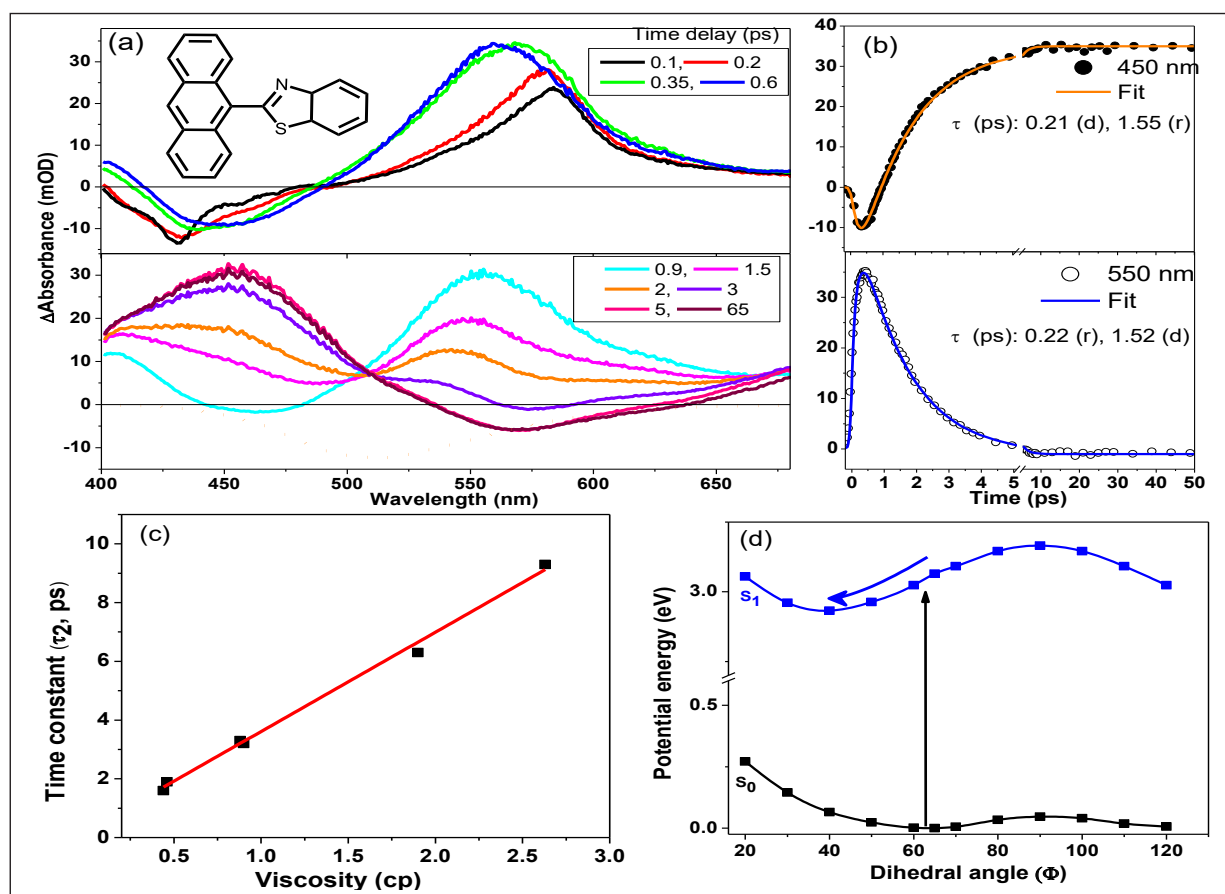 (a)
Time delay (ps)
0.1, 0.2
0.35, 0.6
N
S
30
20
10
0
-10
ΔAbsorbance (mOD)
0.9, 1.5
2, 3
5, 65
30
20
10
0
-10
400 450 500 550 600 650
Wavelength (nm)
(b)
40
30
20
10
0
-10
450 nm
Fit
τ (ps): 0.21 (d), 1.55 (r)
30
20
10
0
550 nm
Fit
τ (ps): 0.22 (r), 1.52 (d)
0 1 2 3 4 5 10 20 30 40 50
Time (ps)
(c)
10
8
6
4
2
0
Time constant (τ2, ps)
0.5 1.0 1.5 2.0 2.5 3.0
Viscosity (cp)
(d)
3.0
0.5
0.0
Potential energy (eV)
S1
S0
20 40 60 80 100 120
Dihedral angle (Φ)